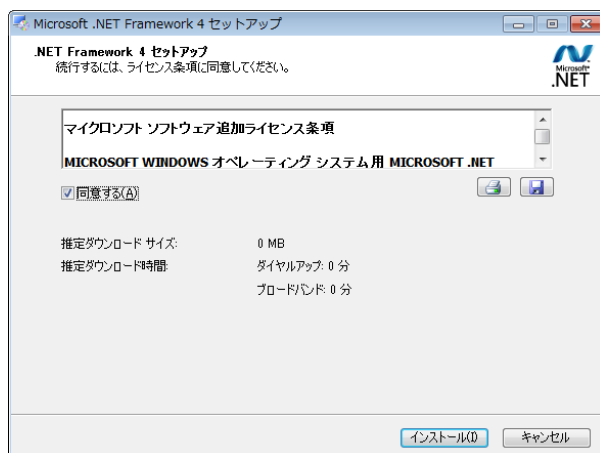 Microsoft .NET Framework 4 セットアップ
.NET Framework 4 セットアップ
続行するには、ライセンス条項に同意してください。
Microsoft
.NET
マイクロソフト ソフトウェア追加ライセンス条項
MICROSOFT WINDOWS オペレーティング システム用 MICROSOFT .NET
同意する(A)
推定ダウンロード サイズ: 0 MB
推定ダウンロード時間: ダイヤルアップ: 0 分
ブロードバンド: 0 分
インストール(I) キャンセル